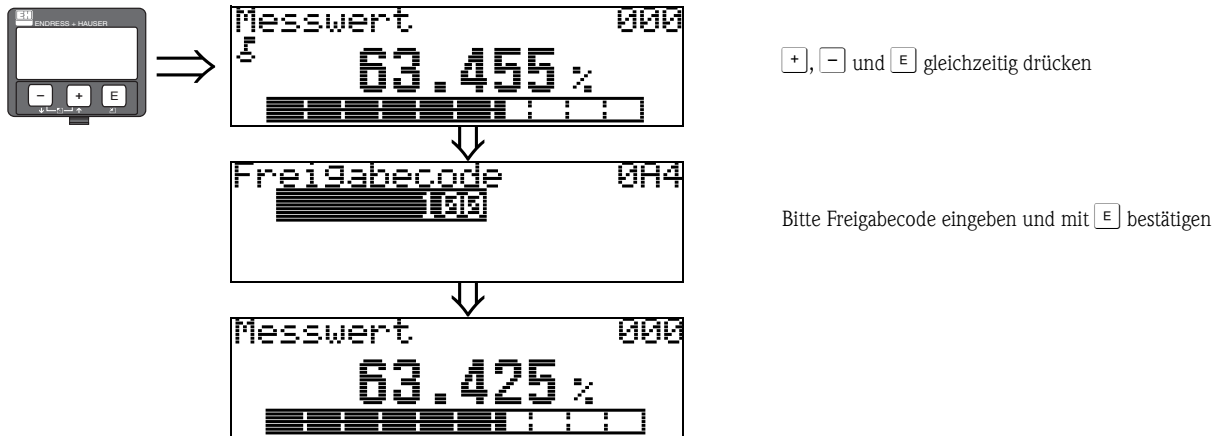 EH ENDRESS + HAUSER
- + E
Messwert 000
63.455 %
+, - und E gleichzeitig drücken
Freigabecode 0A4
100
Bitte Freigabecode eingeben und mit E bestätigen
Messwert 000
63.425 %